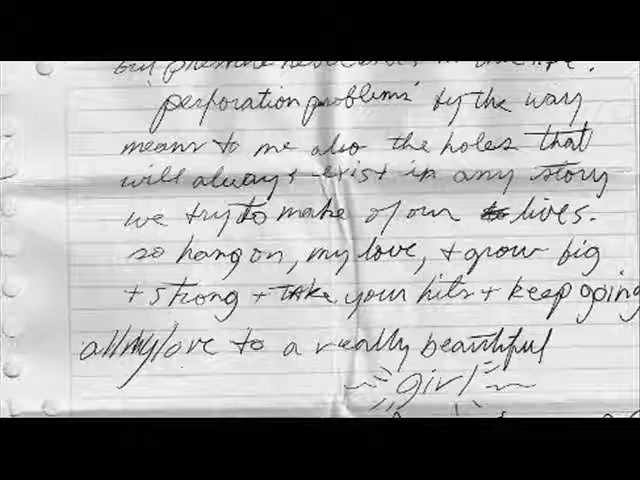 'perforation problems' by the way
means to me also the holes that
will always exist in any story
we try to make of our lives.
so hang on, my love, + grow big
+ strong + take your hits + keep going
all my love to a really beautiful
girl